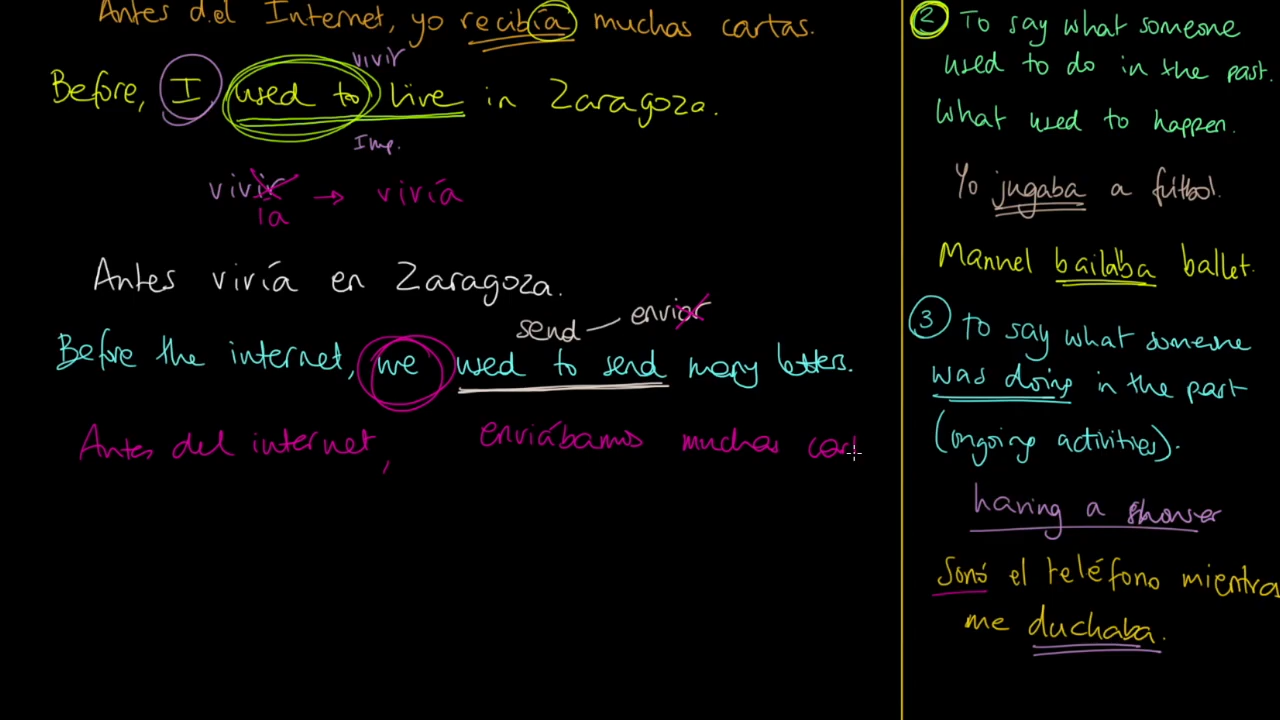 Antes del Internet, yo recibía muchas cartas.
vivir
Before, I used to live in Zaragoza.
Imp.
vivir → vivía
ía
Antes vivía en Zaragoza.
send — enviar
Before the internet, we used to send many letters.
Antes del internet, enviábamos muchas cart
2 To say what someone
used to do in the past.
What used to happen.
Yo jugaba a fútbol.
Manuel bailaba ballet.
3 To say what someone
was doing in the past
(ongoing activities).
having a shower
Sonó el teléfono mientras
me duchaba.